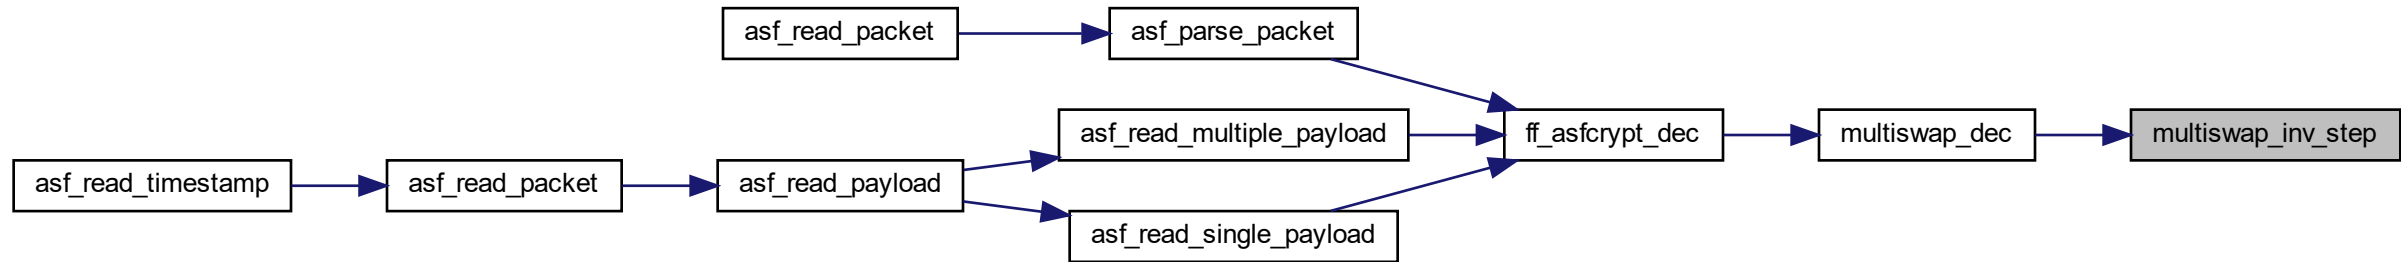 asf_read_packet
asf_parse_packet
asf_read_multiple_payload
ff_asfcrypt_dec
multiswap_dec
multiswap_inv_step
asf_read_timestamp
asf_read_packet
asf_read_payload
asf_read_single_payload